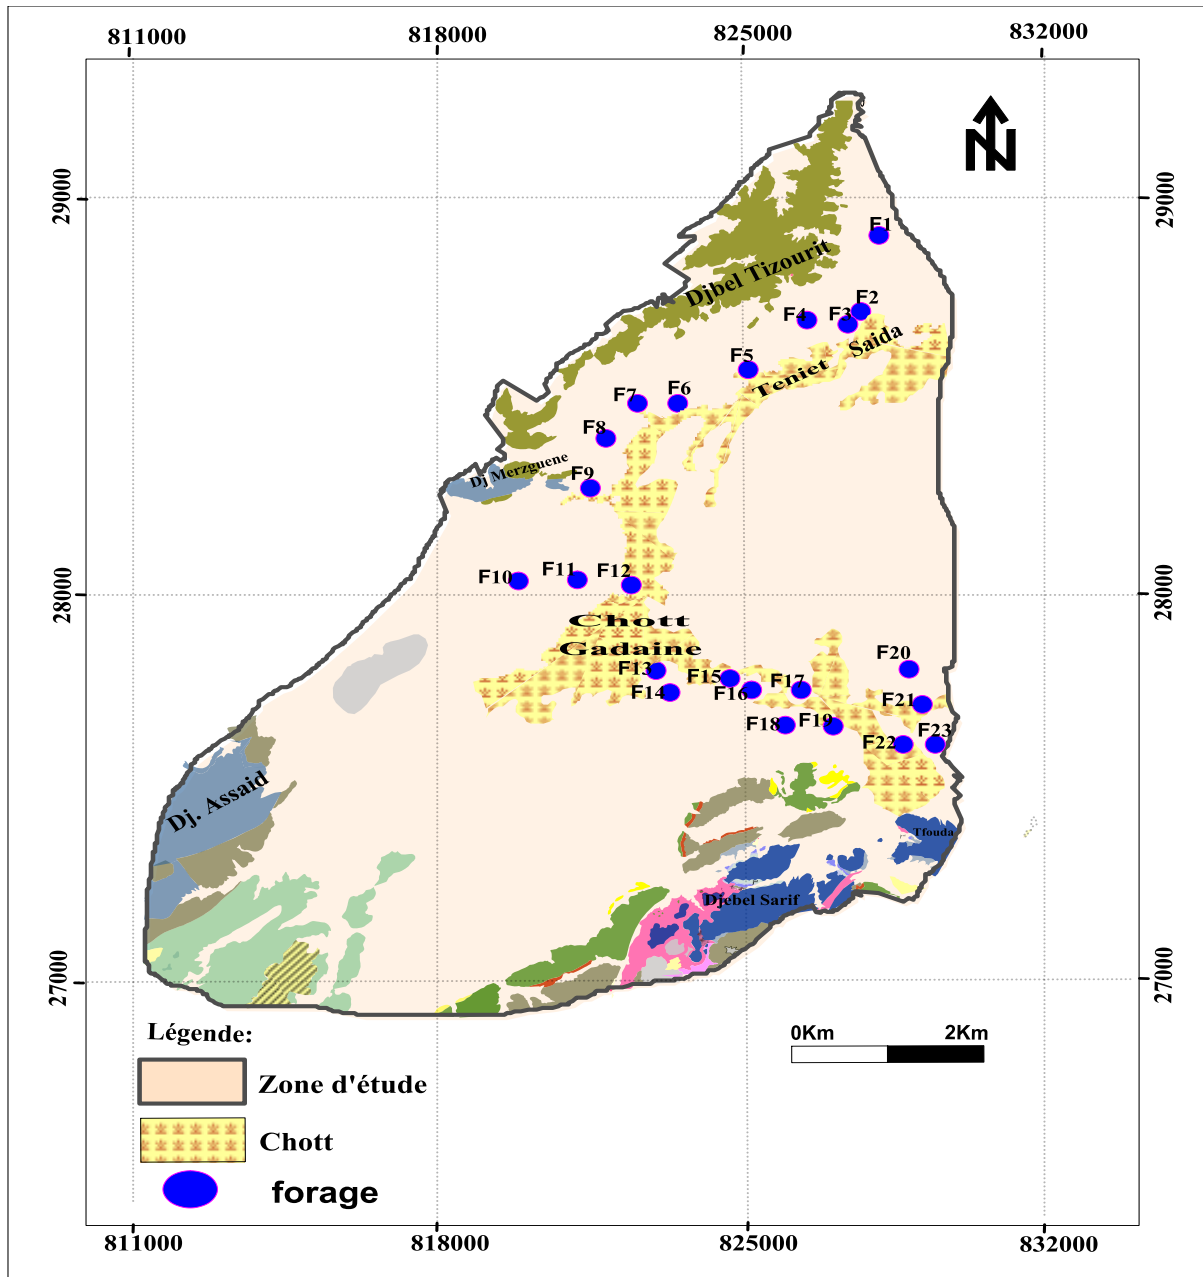 811000
818000
825000
832000
29000
29000
F1
Djbel Tizourit
F2
F4
F3
Saida
F5
Teniet
F7
F6
F8
Dj Merzguene
F9
F10
F11
F12
28000
28000
Chott
Gadaine
F13
F14
F15
F16
F17
F20
F21
F18
F19
F22
F23
Dj. Assaid
Tfouda
Djebel Sarif
27000
27000
Légende:
0Km
2Km
Zone d'étude
Chott
forage
811000
818000
825000
832000
N